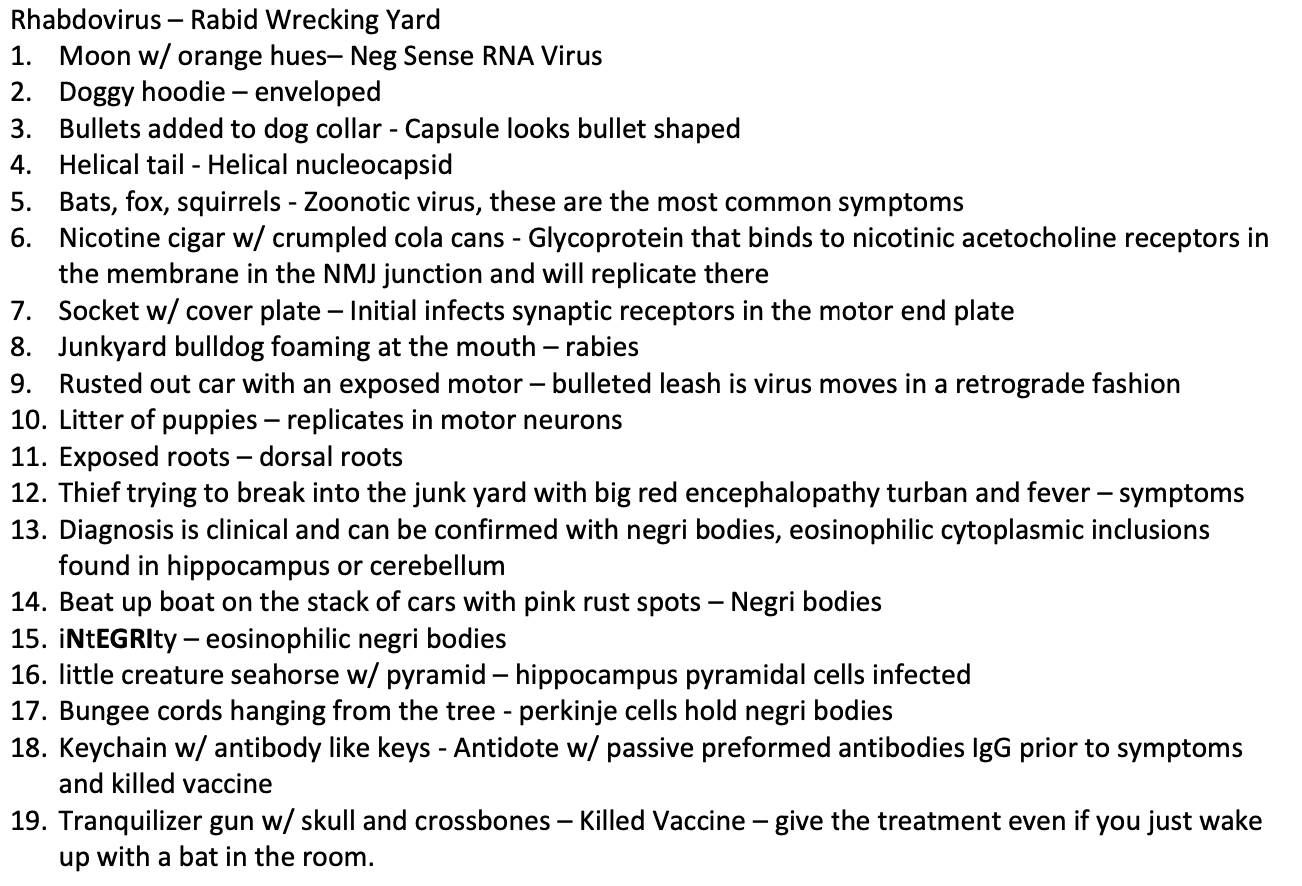 Rhabdovirus – Rabid Wrecking Yard
1. Moon w/ orange hues– Neg Sense RNA Virus
2. Doggy hoodie – enveloped
3. Bullets added to dog collar - Capsule looks bullet shaped
4. Helical tail - Helical nucleocapsid
5. Bats, fox, squirrels - Zoonotic virus, these are the most common symptoms
6. Nicotine cigar w/ crumpled cola cans - Glycoprotein that binds to nicotinic acetocholine receptors in
the membrane in the NMJ junction and will replicate there
7. Socket w/ cover plate – Initial infects synaptic receptors in the motor end plate
8. Junkyard bulldog foaming at the mouth – rabies
9. Rusted out car with an exposed motor – bulleted leash is virus moves in a retrograde fashion
10. Litter of puppies – replicates in motor neurons
11. Exposed roots – dorsal roots
12. Thief trying to break into the junk yard with big red encephalopathy turban and fever – symptoms
13. Diagnosis is clinical and can be confirmed with negri bodies, eosinophilic cytoplasmic inclusions
found in hippocampus or cerebellum
14. Beat up boat on the stack of cars with pink rust spots – Negri bodies
15. iNtEGRIty – eosinophilic negri bodies
16. little creature seahorse w/ pyramid – hippocampus pyramidal cells infected
17. Bungee cords hanging from the tree - perkinje cells hold negri bodies
18. Keychain w/ antibody like keys - Antidote w/ passive preformed antibodies IgG prior to symptoms
and killed vaccine
19. Tranquilizer gun w/ skull and crossbones – Killed Vaccine – give the treatment even if you just wake
up with a bat in the room.